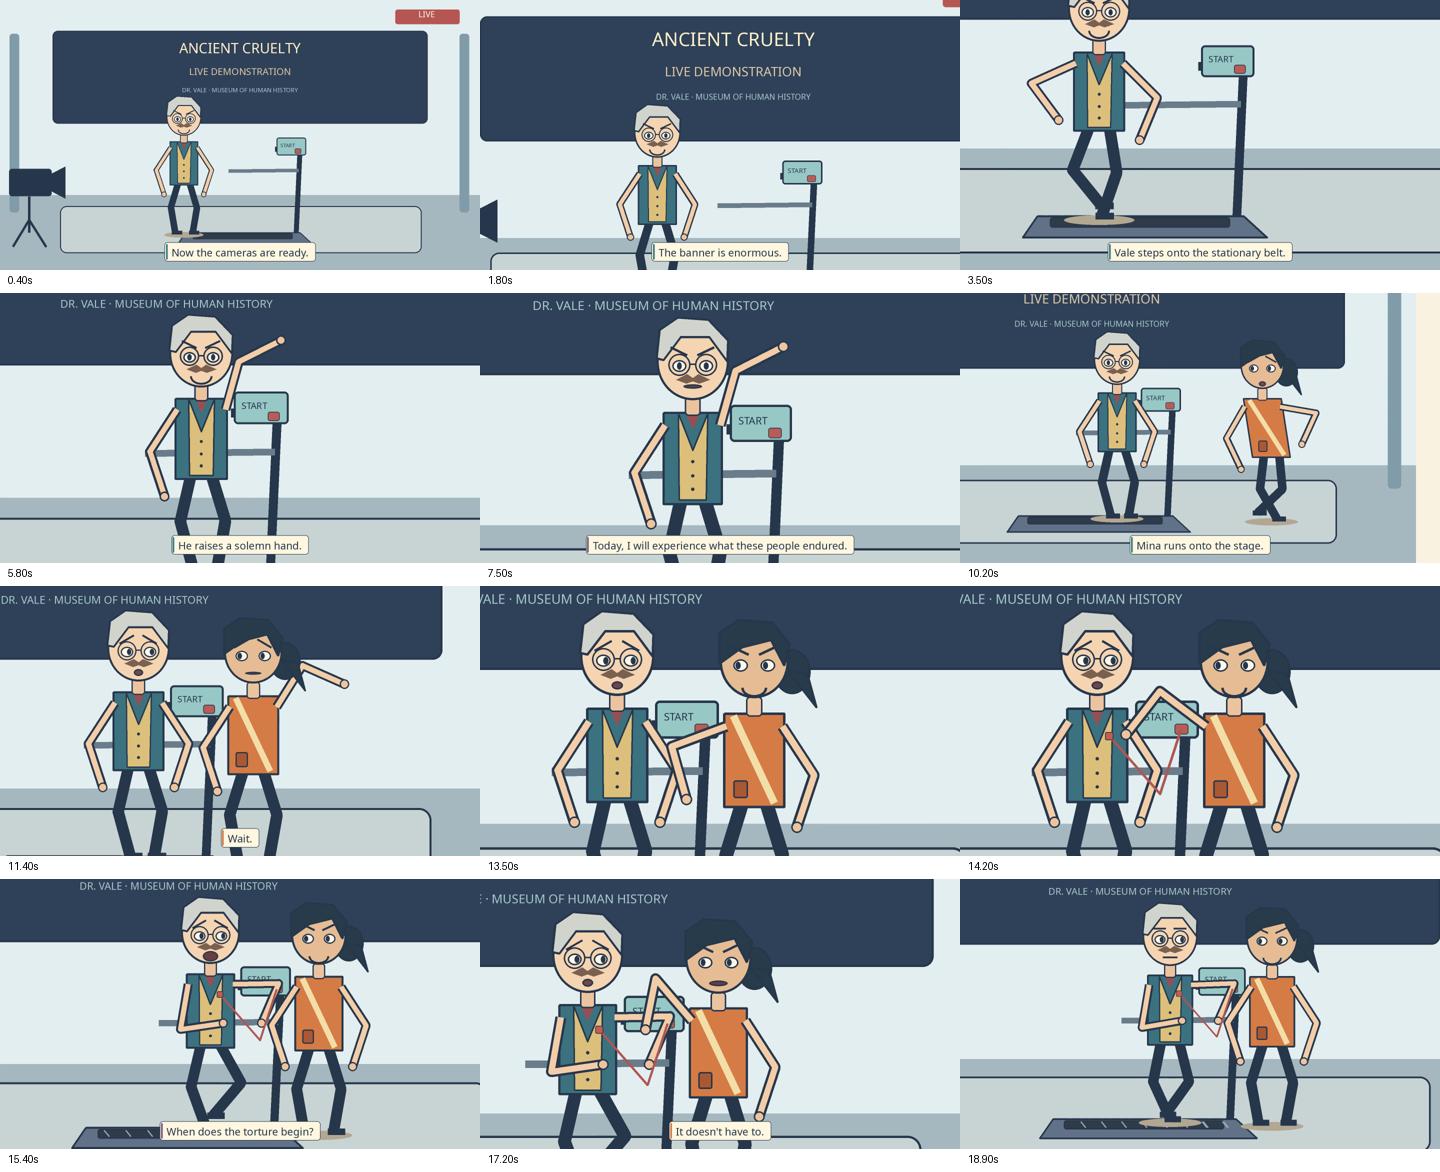 LIVE
ANCIENT CRUELTY
LIVE DEMONSTRATION
DR. VALE · MUSEUM OF HUMAN HISTORY
START
Now the cameras are ready.
0.40s
ANCIENT CRUELTY
LIVE DEMONSTRATION
DR. VALE · MUSEUM OF HUMAN HISTORY
START
The banner is enormous.
1.80s
START
Vale steps onto the stationary belt.
3.50s
DR. VALE · MUSEUM OF HUMAN HISTORY
START
He raises a solemn hand.
5.80s
DR. VALE · MUSEUM OF HUMAN HISTORY
START
Today, I will experience what these people endured.
7.50s
LIVE DEMONSTRATION
DR. VALE · MUSEUM OF HUMAN HISTORY
START
Mina runs onto the stage.
10.20s
DR. VALE · MUSEUM OF HUMAN HISTORY
START
Wait.
11.40s
VALE · MUSEUM OF HUMAN HISTORY
START
13.50s
VALE · MUSEUM OF HUMAN HISTORY
START
14.20s
DR. VALE · MUSEUM OF HUMAN HISTORY
START
When does the torture begin?
15.40s
E · MUSEUM OF HUMAN HISTORY
It doesn't have to.
17.20s
DR. VALE · MUSEUM OF HUMAN HISTORY
START
18.90s